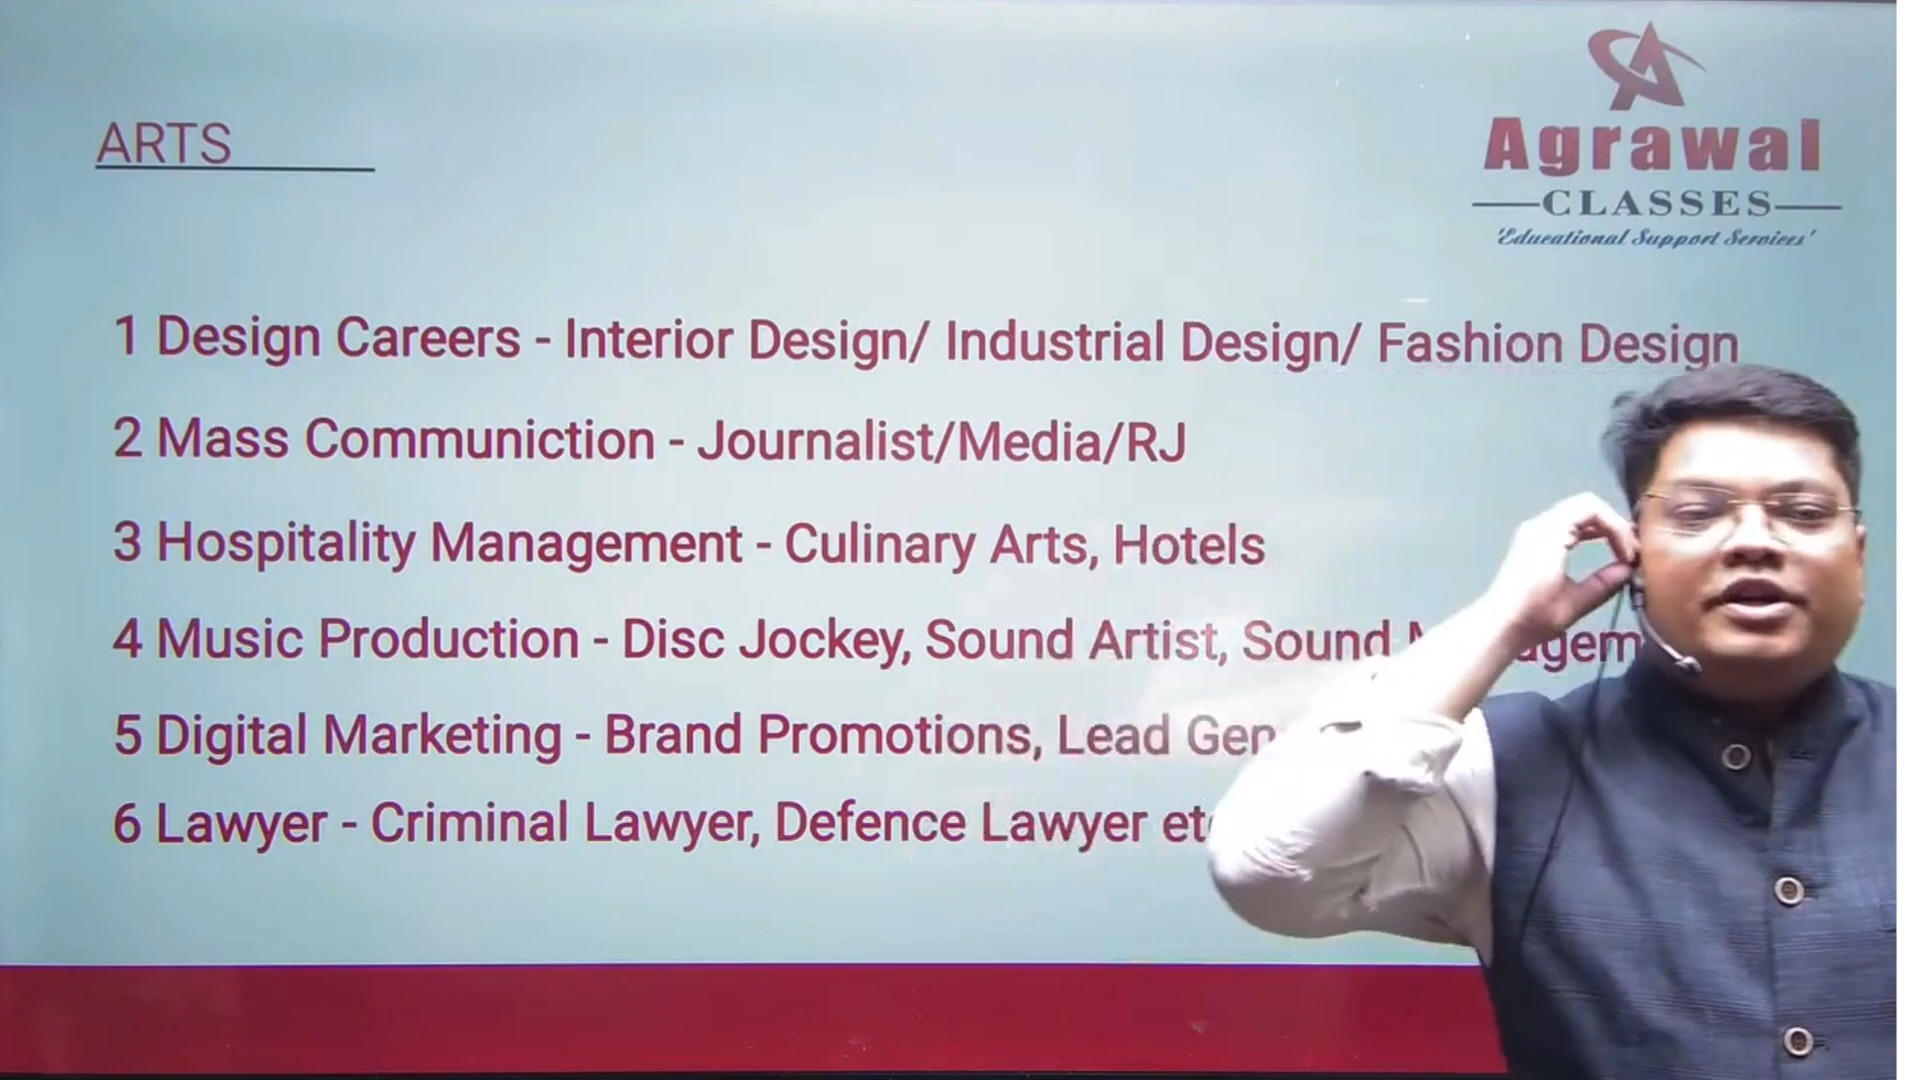 ARTS
Agrawal
CLASSES
'Educational Support Services'
1 Design Careers - Interior Design/ Industrial Design/ Fashion Design
2 Mass Communiction - Journalist/Media/RJ
3 Hospitality Management - Culinary Arts, Hotels
4 Music Production - Disc Jockey, Sound Artist, Sound
5 Digital Marketing - Brand Promotions, Lead
6 Lawyer - Criminal Lawyer, Defence Lawyer